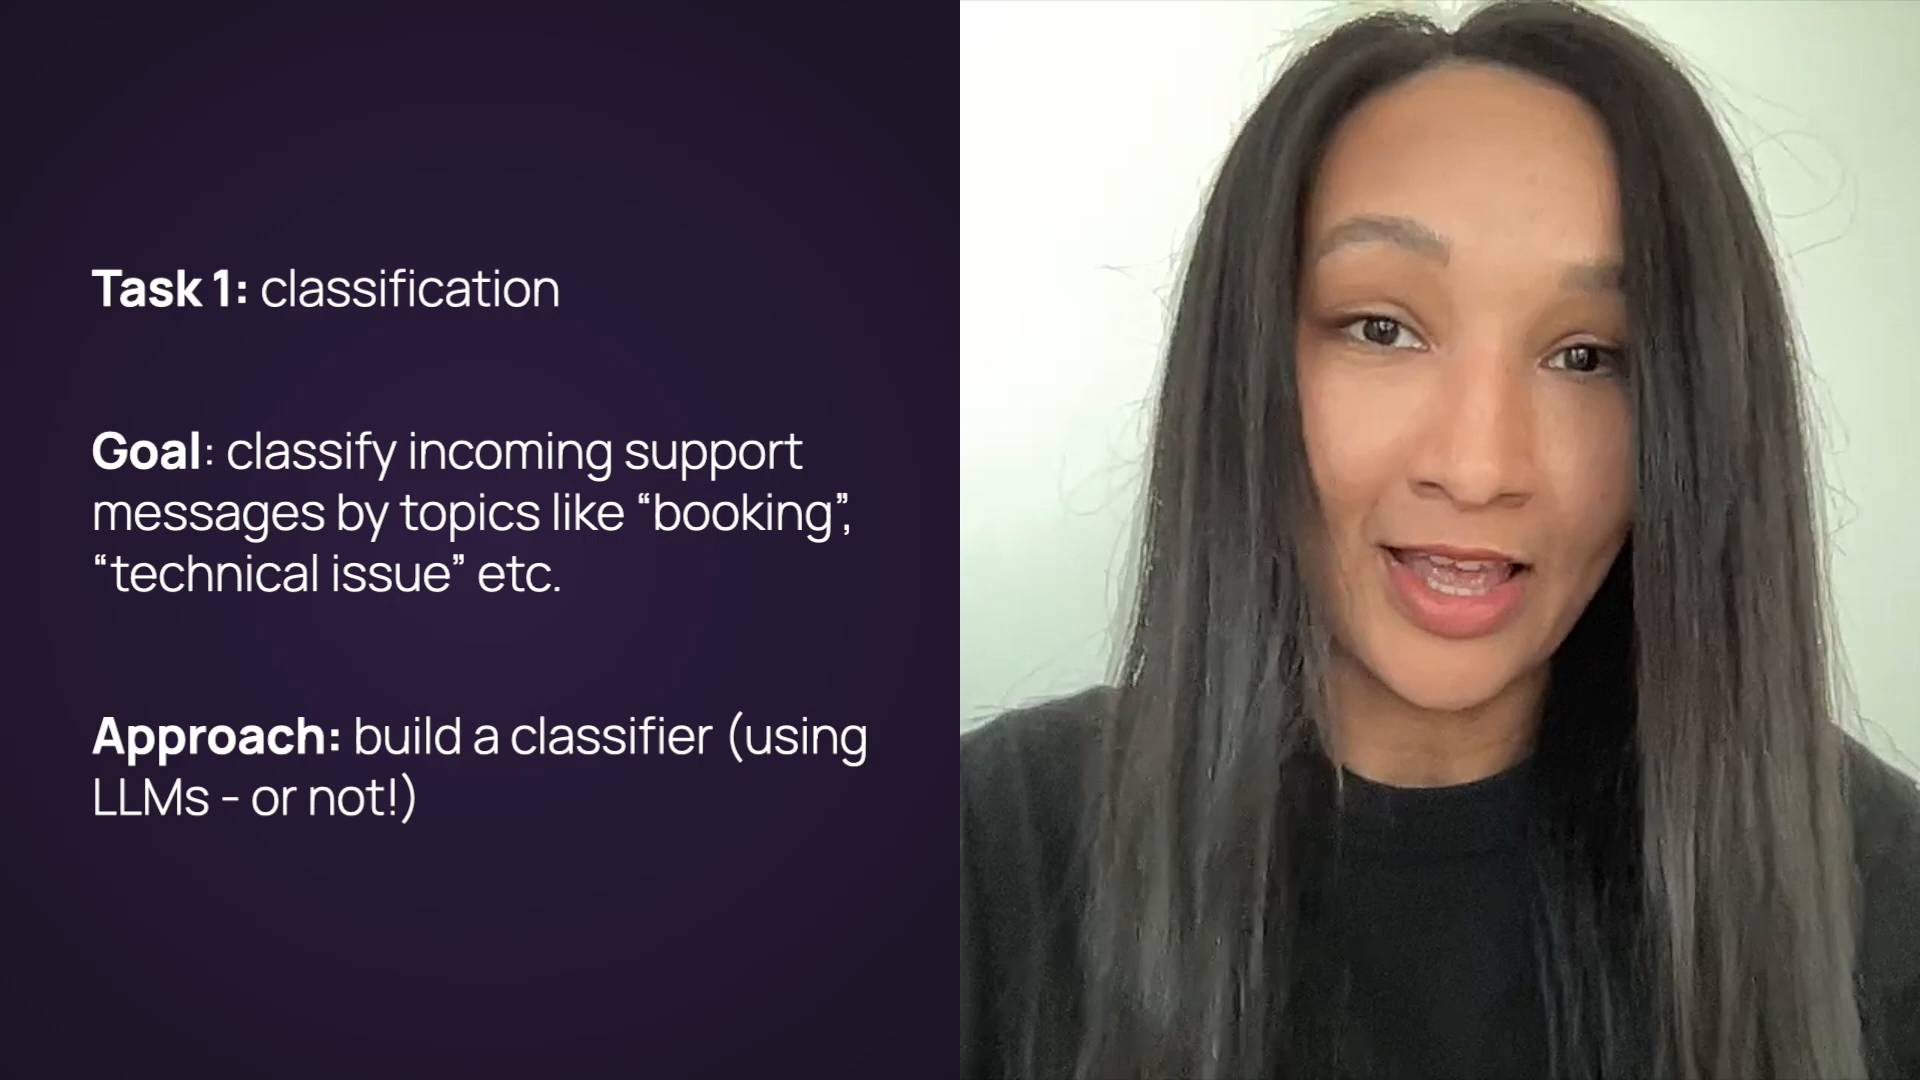 Task 1: classification
Goal: classify incoming support
messages by topics like “booking”,
“technical issue” etc.
Approach: build a classifier (using
LLMs - or not!)